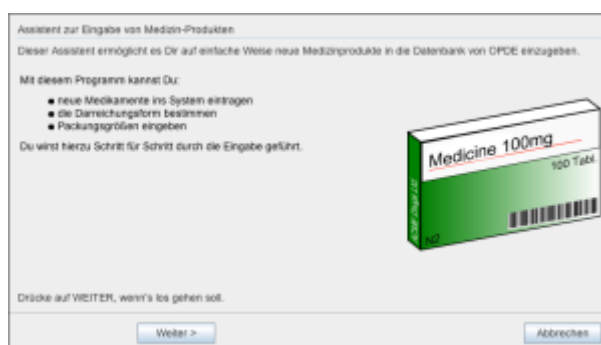 Assistent zur Eingabe von Medizin-Produkten
Dieser Assistent ermöglicht es Dir auf einfache Weise neue Medizinprodukte in die Datenbank von OPDE einzugeben.
Mit diesem Programm kannst Du:
● neue Medikamente ins System eintragen
● die Darreichungsform bestimmen
● Packungsgrößen eingeben
Du wirst hierzu Schritt für Schritt durch die Eingabe geführt.
Medicine 100mg
100 Tabl.
N2
Drücke auf WEITER, wenn's los gehen soll.
Weiter >
Abbrechen